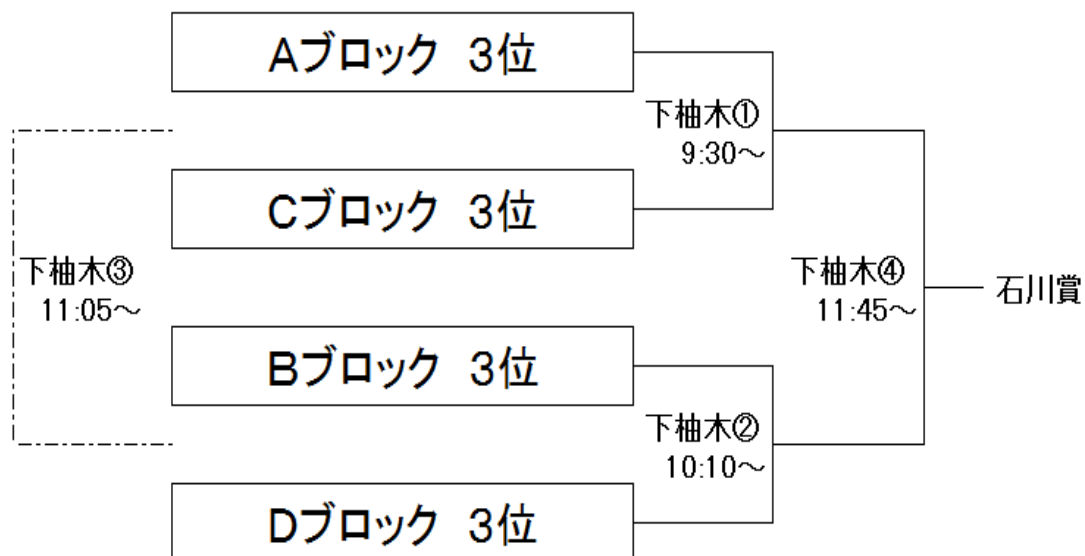 Aブロック 3位
下柚木①
9:30～
Cブロック 3位
下柚木③
11:05～
下柚木④
11:45～
石川賞
Bブロック 3位
下柚木②
10:10～
Dブロック 3位